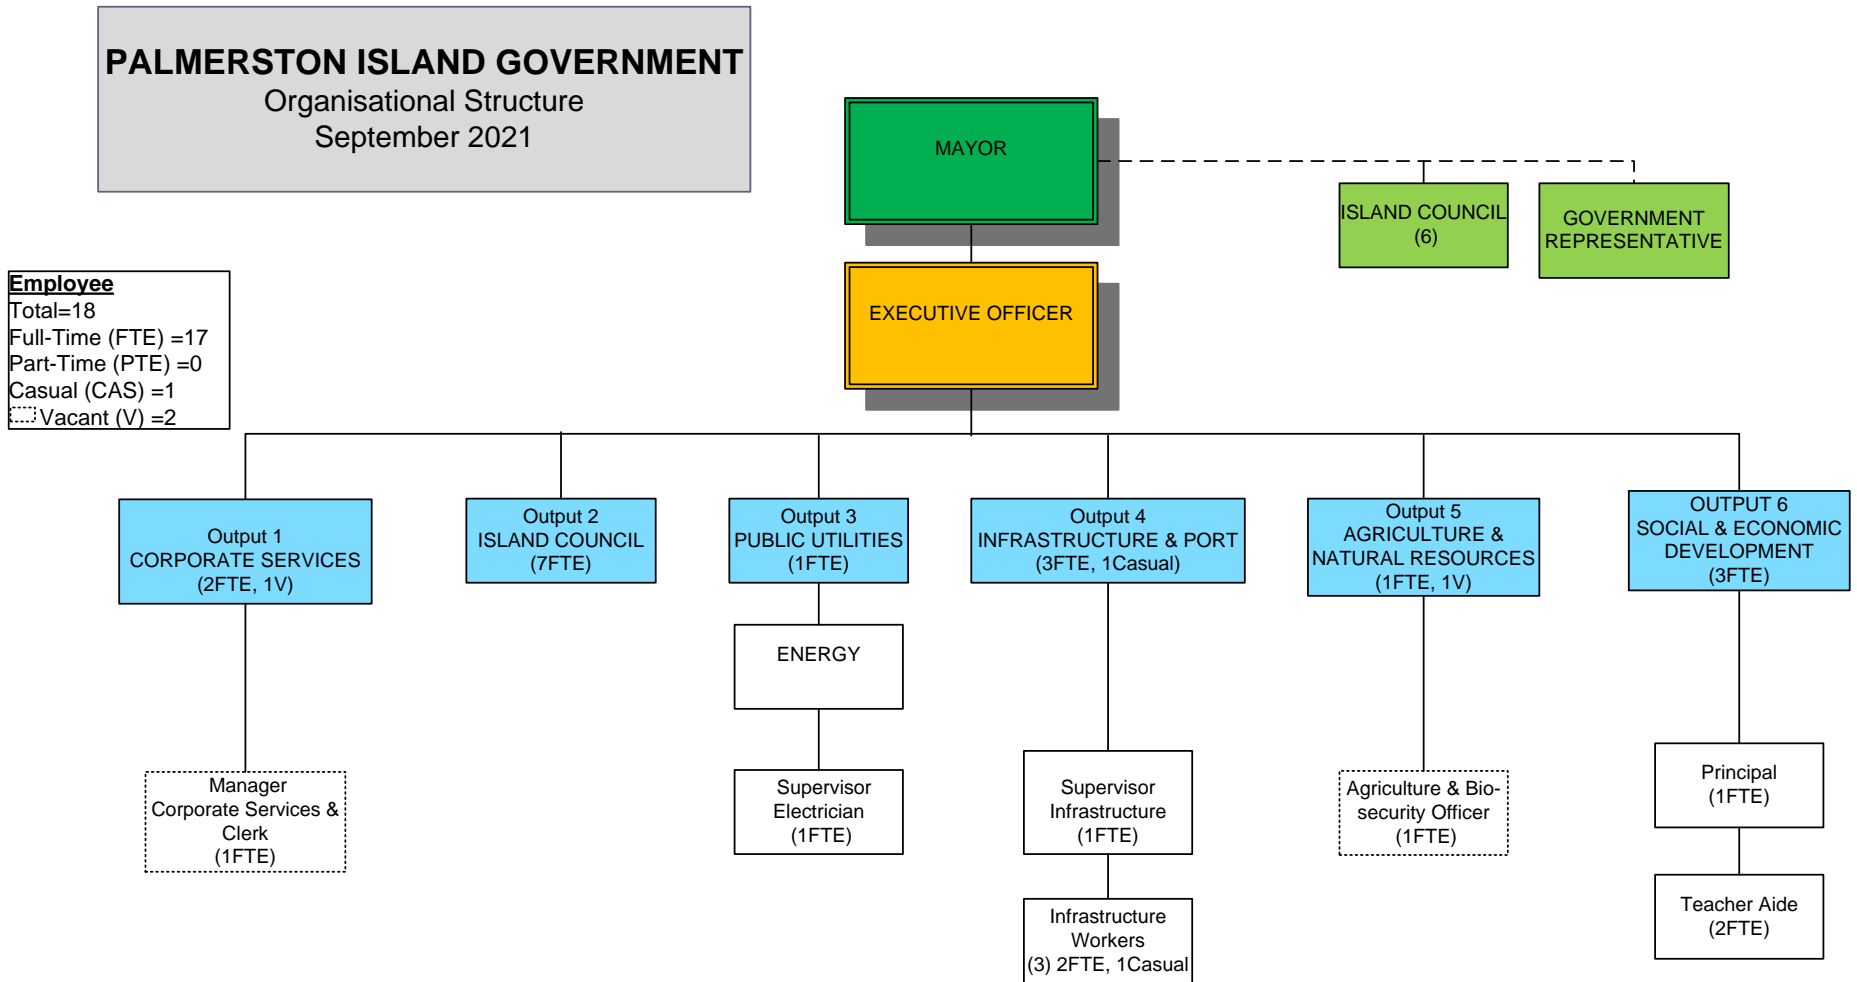 PALMERSTON ISLAND GOVERNMENT
Organisational Structure
September 2021
MAYOR
ISLAND COUNCIL
(6)
GOVERNMENT
REPRESENTATIVE
Employee
Total=18
Full-Time (FTE) =17
Part-Time (PTE) =0
Casual (CAS) =1
Vacant (V) =2
EXECUTIVE OFFICER
Output 1
CORPORATE SERVICES
(2FTE, 1V)
Output 2
ISLAND COUNCIL
(7FTE)
Output 3
PUBLIC UTILITIES
(1FTE)
Output 4
INFRASTRUCTURE & PORT
(3FTE, 1Casual)
Output 5
AGRICULTURE &
NATURAL RESOURCES
(1FTE, 1V)
OUTPUT 6
SOCIAL & ECONOMIC
DEVELOPMENT
(3FTE)
ENERGY
Manager
Corporate Services &
Clerk
(1FTE)
Supervisor
Electrician
(1FTE)
Supervisor
Infrastructure
(1FTE)
Agriculture & Bio-
security Officer
(1FTE)
Principal
(1FTE)
Infrastructure
Workers
(3) 2FTE, 1Casual
Teacher Aide
(2FTE)